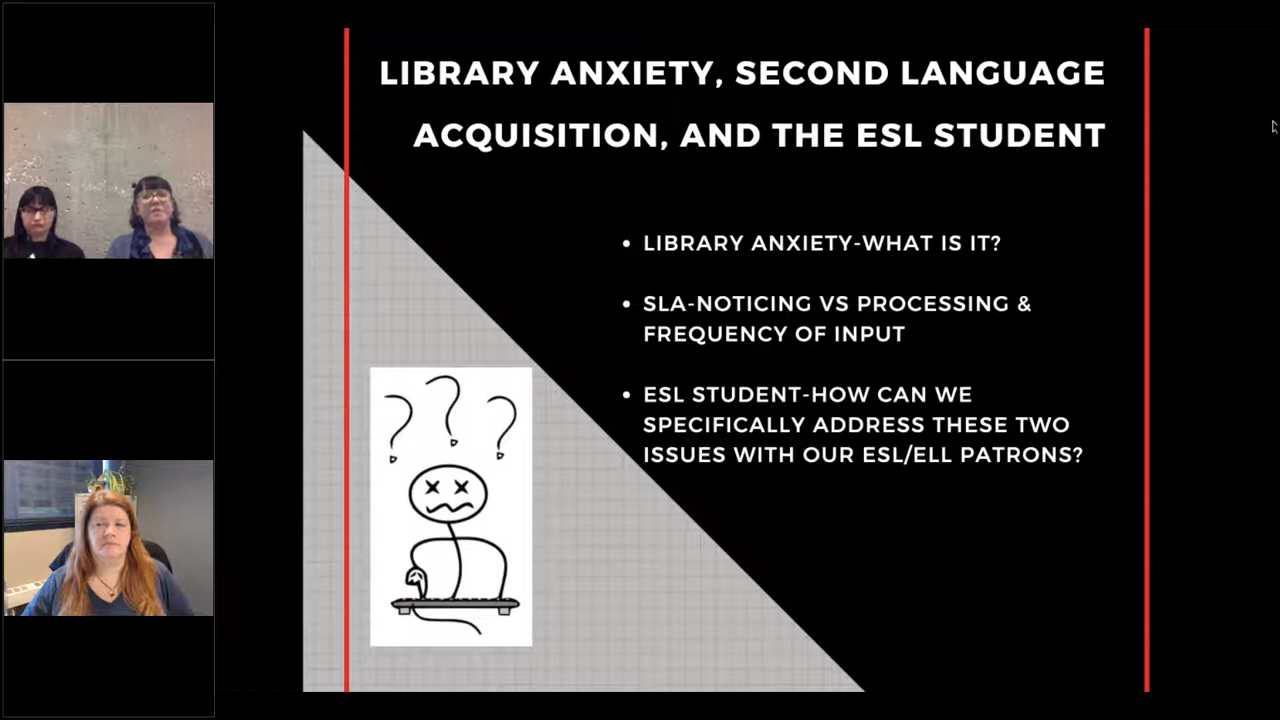 LIBRARY ANXIETY, SECOND LANGUAGE
ACQUISITION, AND THE ESL STUDENT
• LIBRARY ANXIETY-WHAT IS IT?
• SLA-NOTICING VS PROCESSING &
FREQUENCY OF INPUT
• ESL STUDENT-HOW CAN WE
SPECIFICALLY ADDRESS THESE TWO
ISSUES WITH OUR ESL/ELL PATRONS?
? ? ?